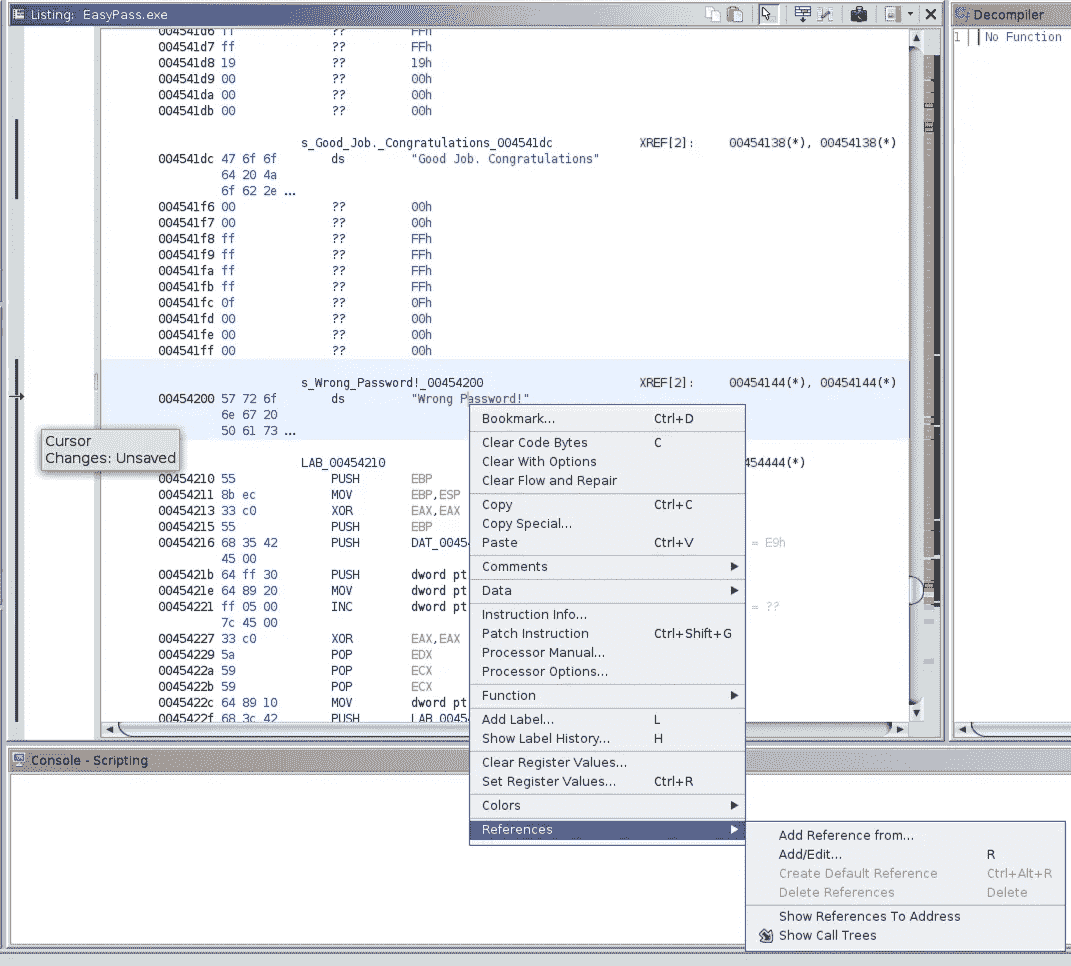 Listing: EasyPass.exe
004541d6 ff ?? FFh
004541d7 ff ?? FFh
004541d8 19 ?? 19h
004541d9 00 ?? 00h
004541da 00 ?? 00h
004541db 00 ?? 00h
s_Good_Job._Congratulations_004541dc XREF[2]: 00454138(*), 00454138(*)
004541dc 47 6f 6f ds "Good Job. Congratulations"
64 20 4a
6f 62 2e ...
004541f6 00 ?? 00h
004541f7 00 ?? 00h
004541f8 ff ?? FFh
004541f9 ff ?? FFh
004541fa ff ?? FFh
004541fb ff ?? FFh
004541fc 0f ?? 0Fh
004541fd 00 ?? 00h
004541fe 00 ?? 00h
004541ff 00 ?? 00h
s_Wrong_Password!_00454200 XREF[2]: 00454144(*), 00454144(*)
00454200 57 72 6f ds "Wrong Password!"
6e 67 20
50 61 73 ...
LAB_00454210 454444(*)
00454210 55 PUSH EBP
00454211 8b ec MOV EBP,ESP
00454213 33 c0 XOR EAX,EAX
00454215 55 PUSH EBP
00454216 68 35 42 PUSH DAT_0045 = E9h
45 00
0045421b 64 ff 30 PUSH dword pt
0045421e 64 89 20 MOV dword pt
00454221 ff 05 00 INC dword pt = ??
7c 45 00
00454227 33 c0 XOR EAX,EAX
00454229 5a POP EDX
0045422a 59 POP ECX
0045422b 59 POP ECX
0045422c 64 89 10 MOV dword pt
0045422f 68 3c 42 PUSH LAB_0045
Cursor
Changes: Unsaved
Bookmark... Ctrl+D
Clear Code Bytes C
Clear With Options
Clear Flow and Repair
Copy Ctrl+C
Copy Special...
Paste Ctrl+V
Comments
Data
Instruction Info...
Patch Instruction Ctrl+Shift+G
Processor Manual...
Processor Options...
Function
Add Label... L
Show Label History... H
Clear Register Values...
Set Register Values... Ctrl+R
Colors
References
Add Reference from...
Add/Edit... R
Create Default Reference Ctrl+Alt+R
Delete References Delete
Show References To Address
Show Call Trees
Decompiler
1 No Function
Console - Scripting